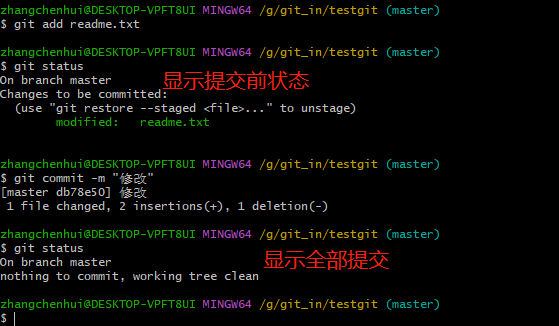 zhangchenhui@DESKTOP-VPFT8UI MINGW64 /g/git_in/testgit (master)
$ git add readme.txt
zhangchenhui@DESKTOP-VPFT8UI MINGW64 /g/git_in/testgit (master)
$ git status
On branch master
显示提交前状态
Changes to be committed:
(use "git restore --staged <file>..." to unstage)
modified: readme.txt
zhangchenhui@DESKTOP-VPFT8UI MINGW64 /g/git_in/testgit (master)
$ git commit -m "修改"
[master db78e50] 修改
1 file changed, 2 insertions(+), 1 deletion(-)
zhangchenhui@DESKTOP-VPFT8UI MINGW64 /g/git_in/testgit (master)
$ git status
On branch master
显示全部提交
nothing to commit, working tree clean
zhangchenhui@DESKTOP-VPFT8UI MINGW64 /g/git_in/testgit (master)
$